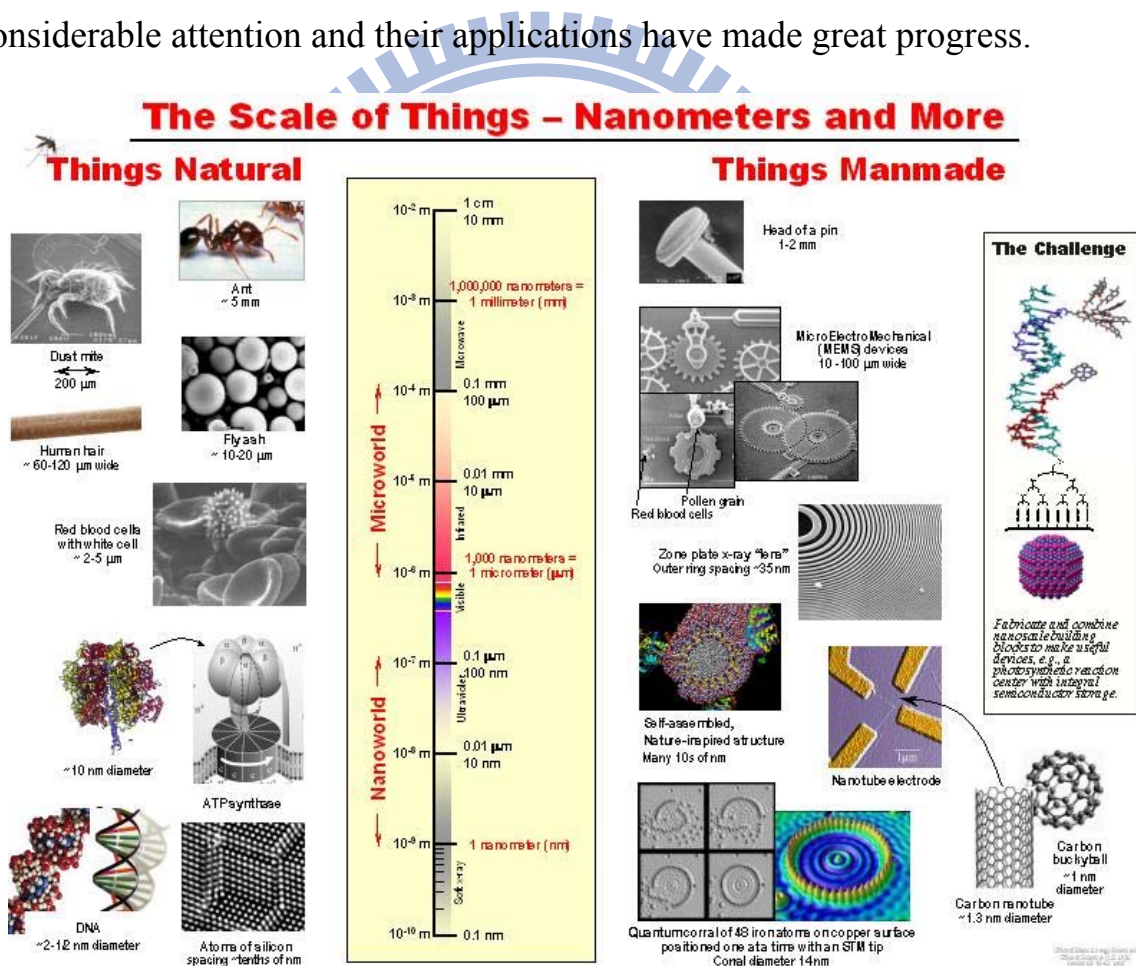 onsiderable attention and their applications have made great progress.
The Scale of Things – Nanometers and More
Things Natural
Things Manmade
Dust mite
200 µm
Ant
~ 5 mm
Human hair
~ 60-120 µm wide
Fly ash
~ 10-20 µm
Red blood cells
with white cell
~ 2-5 µm
~10 nm diameter
ATP synthase
DNA
~2-1/2 nm diameter
Atoms of silicon
spacing ~tenths of nm
Microworld
Nanoworld
10⁻² m
1 cm
10 mm
10⁻³ m
1,000,000 nanometers =
1 millimeter (mm)
Microwave
10⁻⁴ m
0.1 mm
100 µm
10⁻⁵ m
0.01 mm
10 µm
Infrared
10⁻⁶ m
1,000 nanometers =
1 micrometer (µm)
Visible
10⁻⁷ m
0.1 µm
100 nm
Ultraviolet
10⁻⁸ m
0.01 µm
10 nm
10⁻⁹ m
1 nanometer (nm)
Soft x-ray
10⁻¹⁰ m
0.1 nm
Head of a pin
1-2 mm
MicroElectroMechanical
(MEMS) devices
10 -100 µm wide
Pollen grain
Red blood cells
Zone plate x-ray “lens”
Outer ring spacing ~35 nm
Self-assembled,
Nature-inspired structure
Many 10s of nm
1µm
Nanotube electrode
Quantum corral of 48 iron atoms on copper surface
positioned one at a time with an STM tip
Corral diameter 14 nm
Carbon nanotube
~1.3 nm diameter
Carbon
buckyball
~1 nm
diameter
The Challenge
Fabricate and combine
nanoscale building
blocks to make useful
devices, e.g., a
photosynthetic reaction
center with integral
semiconductor storage.